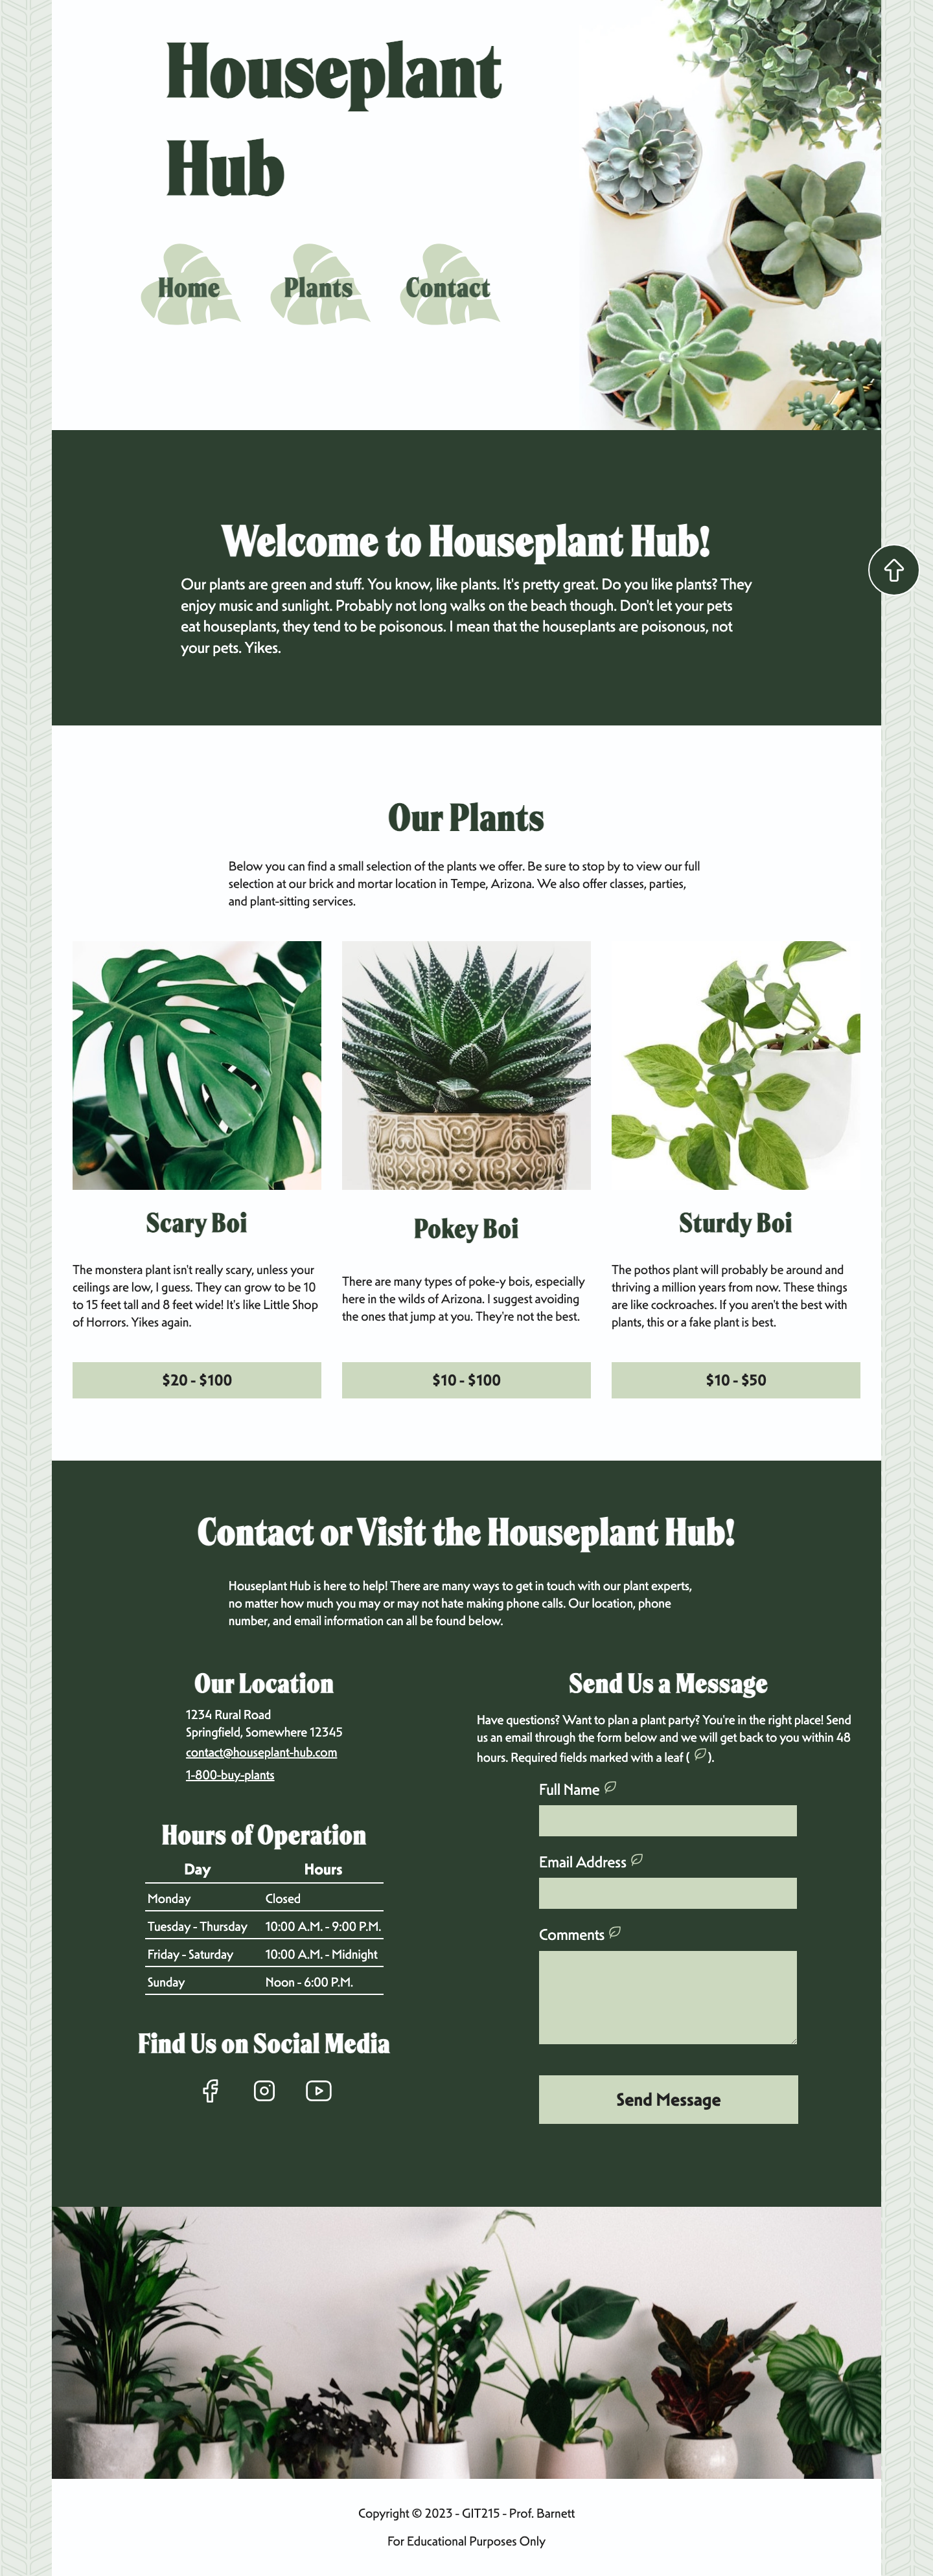 Houseplant
Hub
Home
Plants
Contact
Welcome to Houseplant Hub!
Our plants are green and stuff. You know, like plants. It's pretty great. Do you like plants? They
enjoy music and sunlight. Probably not long walks on the beach though. Don't let your pets
eat houseplants, they tend to be poisonous. I mean that the houseplants are poisonous, not
your pets. Yikes.
Our Plants
Below you can find a small selection of the plants we offer. Be sure to stop by to view our full
selection at our brick and mortar location in Tempe, Arizona. We also offer classes, parties,
and plant-sitting services.
Scary Boi
The monstera plant isn't really scary, unless your
ceilings are low, I guess. They can grow to be 10
to 15 feet tall and 8 feet wide! It's like Little Shop
of Horrors. Yikes again.
$20 - $100
Pokey Boi
There are many types of poke-y bois, especially
here in the wilds of Arizona. I suggest avoiding
the ones that jump at you. They're not the best.
$10 - $100
Sturdy Boi
The pothos plant will probably be around and
thriving a million years from now. These things
are like cockroaches. If you aren't the best with
plants, this or a fake plant is best.
$10 - $50
Contact or Visit the Houseplant Hub!
Houseplant Hub is here to help! There are many ways to get in touch with our plant experts,
no matter how much you may or may not hate making phone calls. Our location, phone
number, and email information can all be found below.
Our Location
1234 Rural Road
Springfield, Somewhere 12345
contact@houseplant-hub.com
1-800-buy-plants
Hours of Operation
Day Hours
Monday Closed
Tuesday - Thursday 10:00 A.M. - 9:00 P.M.
Friday - Saturday 10:00 A.M. - Midnight
Sunday Noon - 6:00 P.M.
Find Us on Social Media
Send Us a Message
Have questions? Want to plan a plant party? You're in the right place! Send
us an email through the form below and we will get back to you within 48
hours. Required fields marked with a leaf ( ).
Full Name
Email Address
Comments
Send Message
Copyright © 2023 - GIT215 - Prof. Barnett
For Educational Purposes Only